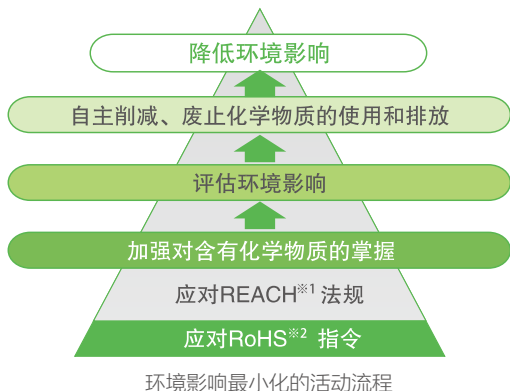 降低环境影响
自主削减、废止化学物质的使用和排放
评估环境影响
加强对含有化学物质的掌握
应对REACH※1 法规
应对RoHS※2 指令
环境影响最小化的活动流程